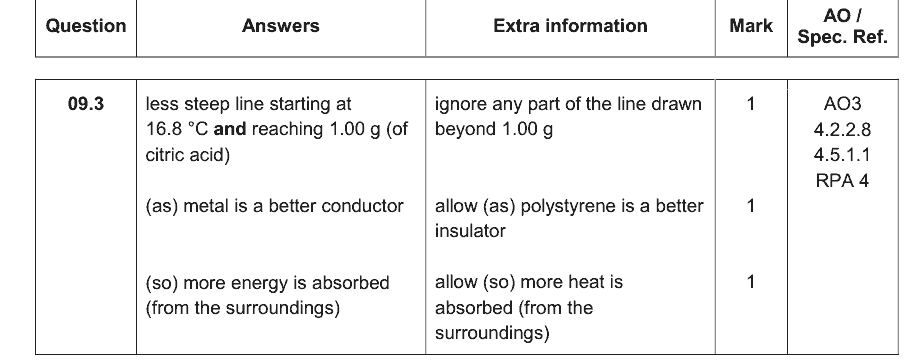 Question Answers Extra information Mark AO /
Spec. Ref.
09.3 less steep line starting at ignore any part of the line drawn 1 AO3
16.8 °C and reaching 1.00 g (of beyond 1.00 g 4.2.2.8
citric acid) 4.5.1.1
RPA 4
(as) metal is a better conductor allow (as) polystyrene is a better 1
insulator
(so) more energy is absorbed allow (so) more heat is 1
(from the surroundings) absorbed (from the
surroundings)